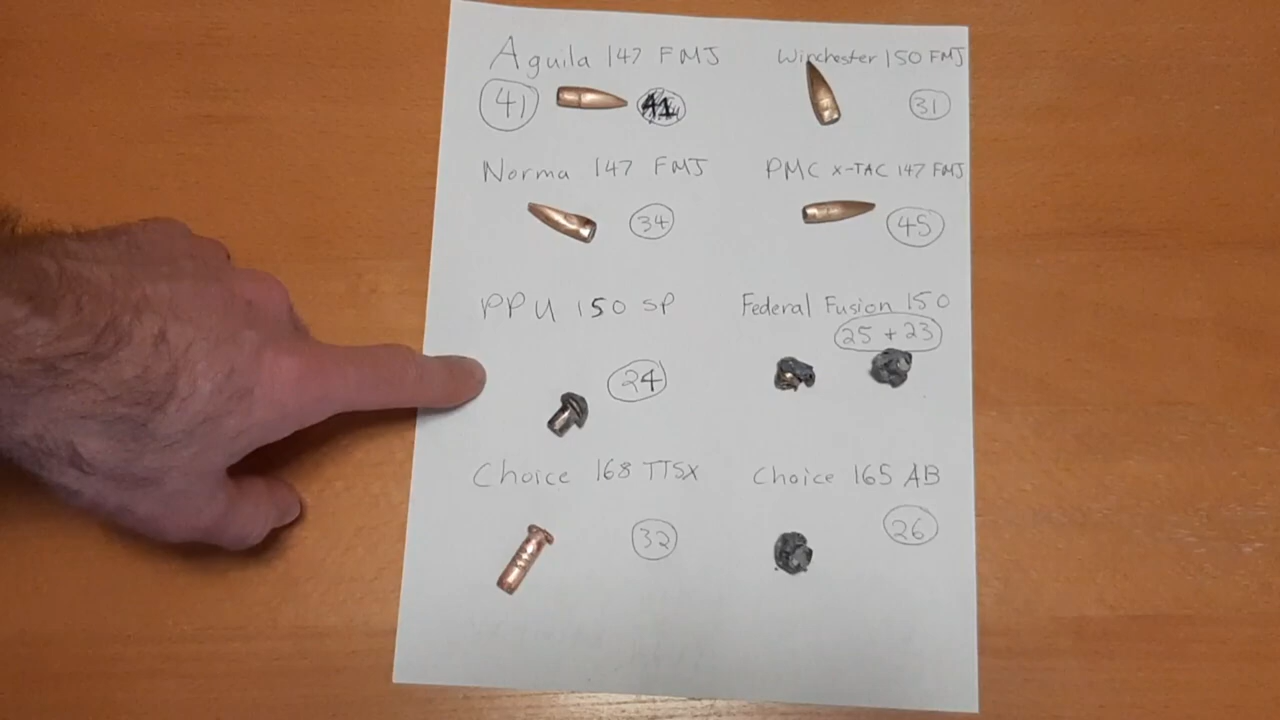 Aguila 147 FMJ
41
41
Winchester 150 FMJ
31
Norma 147 FMJ
34
PMC X-TAC 147 FMJ
45
PPU 150 SP
24
Federal Fusion 150
25 + 23
Choice 168 TTSX
32
Choice 165 AB
26